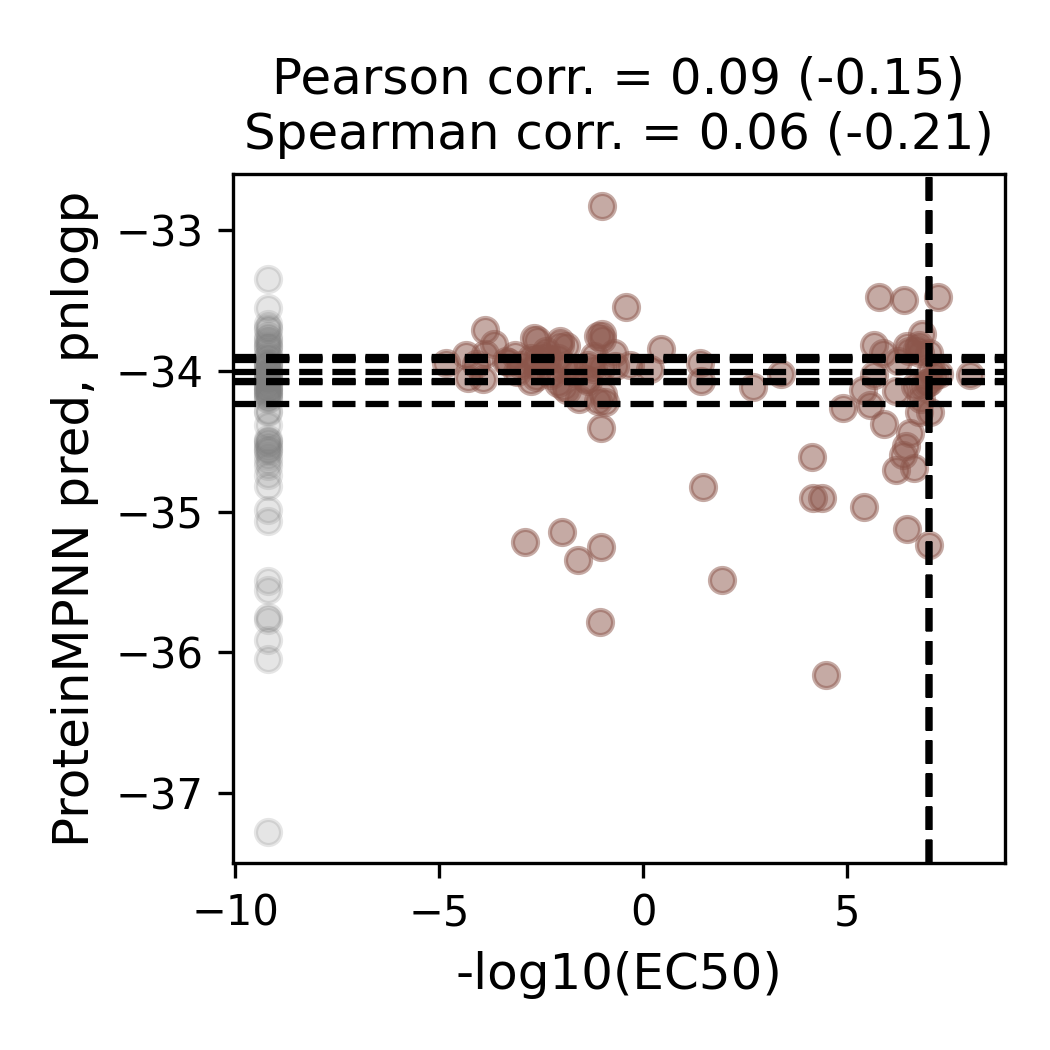 Pearson corr. = 0.09 (-0.15)
Spearman corr. = 0.06 (-0.21)
ProteinMPNN pred, pnlogp
−33
−34
−35
−36
−37
−10
−5
0
5
-log10(EC50)